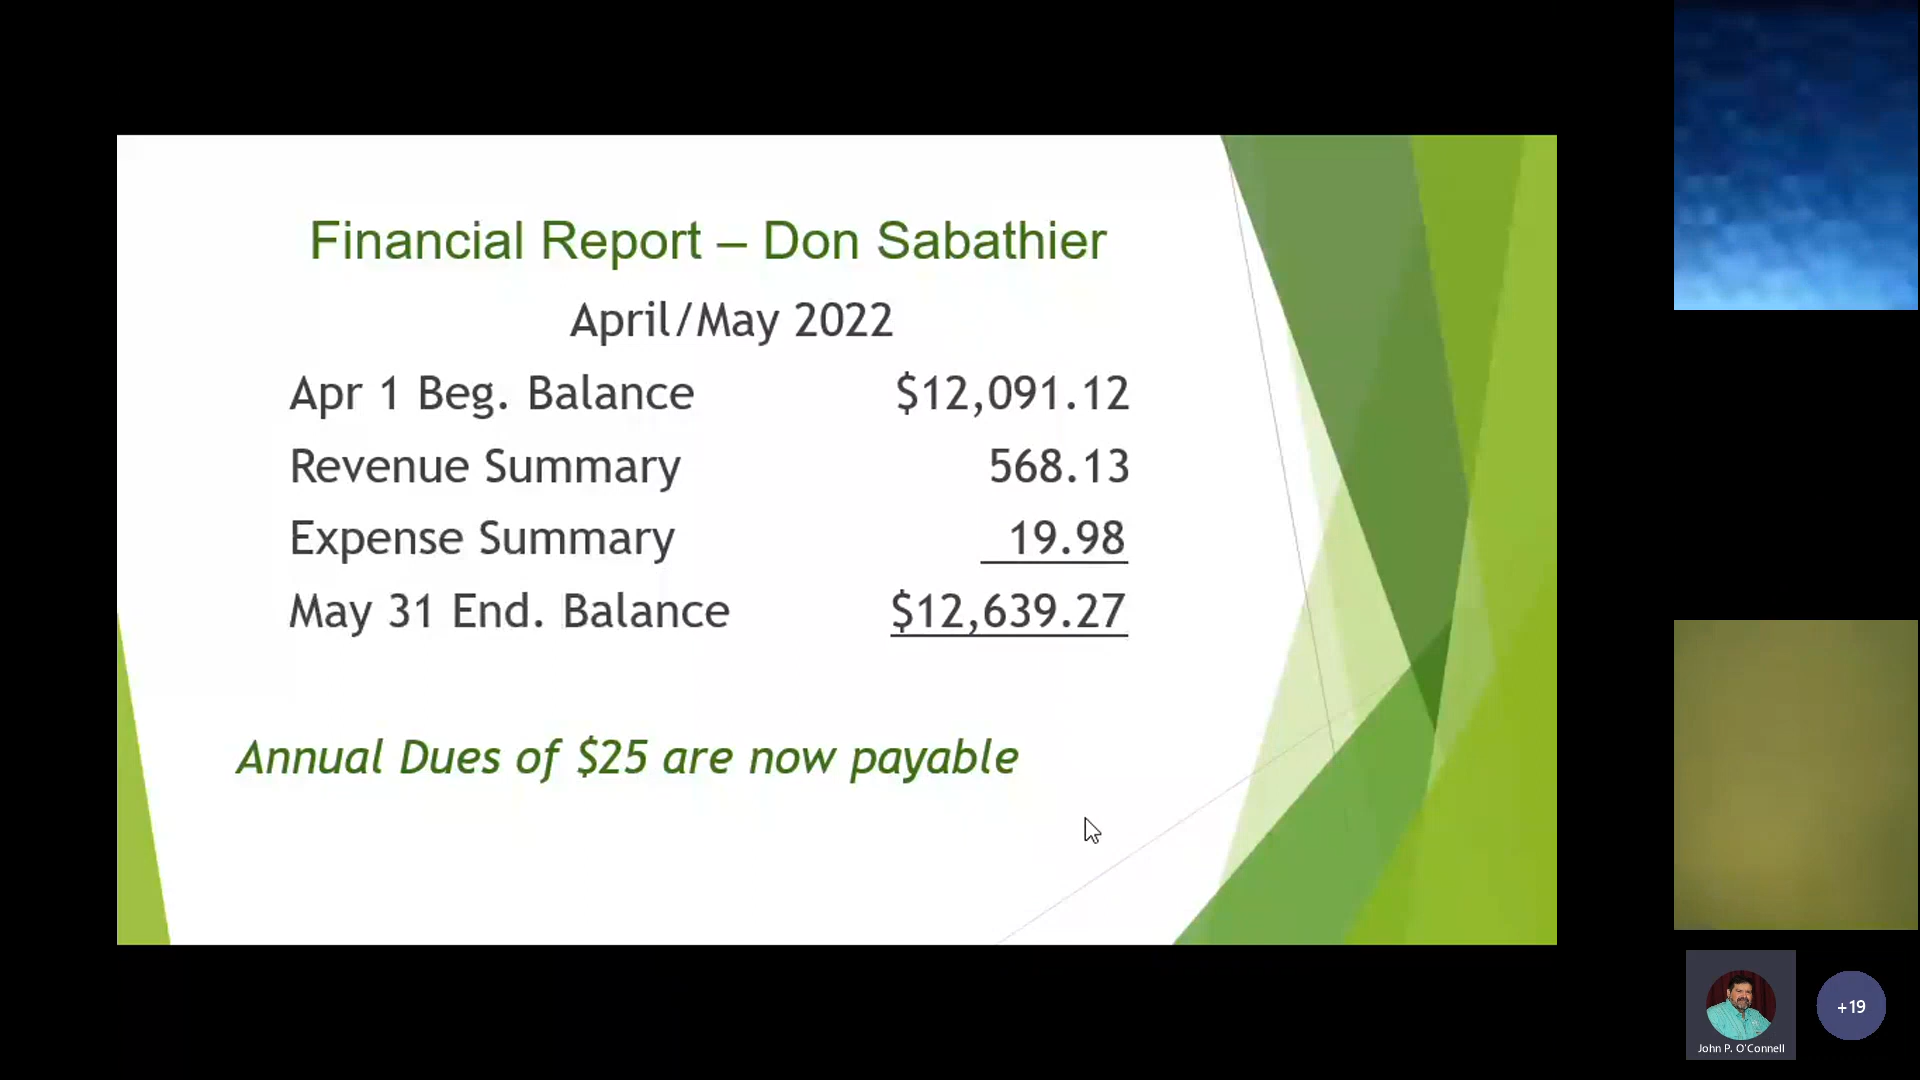 Financial Report – Don Sabathier
April/May 2022
Apr 1 Beg. Balance $12,091.12
Revenue Summary 568.13
Expense Summary 19.98
May 31 End. Balance $12,639.27
Annual Dues of $25 are now payable
John P. O'Connell
+19